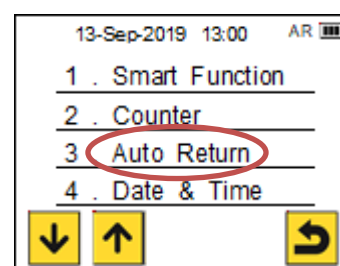 13-Sep-2019 13:00 AR
1 . Smart Function
2 . Counter
3 . Auto Return
4 . Date & Time